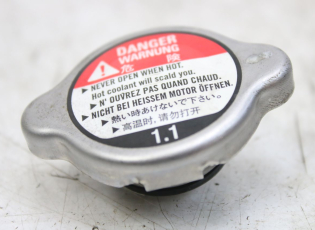 DANGER
WARNUNG
危 険
▶ NEVER OPEN WHEN HOT.
Hot coolant will scald you.
▶ N' OUVREZ PAS QUAND CHAUD.
▶ NICHT BEI HEISSEM MOTOR ÖFFNEN.
▶ 熱い時あけないで下さい。
▶ 高温时,请勿打开
1.1